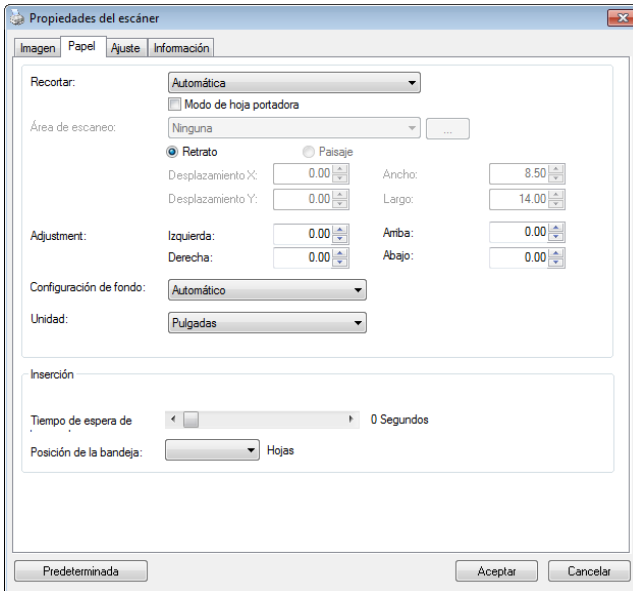 Propiedades del escáner
Imagen Papel Ajuste Información
Recortar: Automática
Modo de hoja portadora
Área de escaneo: Ninguna ...
Retrato Paisaje
Desplazamiento X: 0.00 Ancho: 8.50
Desplazamiento Y: 0.00 Largo: 14.00
Adjustment: Izquierda: 0.00 Arriba: 0.00
Derecha: 0.00 Abajo: 0.00
Configuración de fondo: Automático
Unidad: Pulgadas
Inserción
Tiempo de espera de 0 Segundos
Posición de la bandeja: Hojas
Predeterminada Aceptar Cancelar